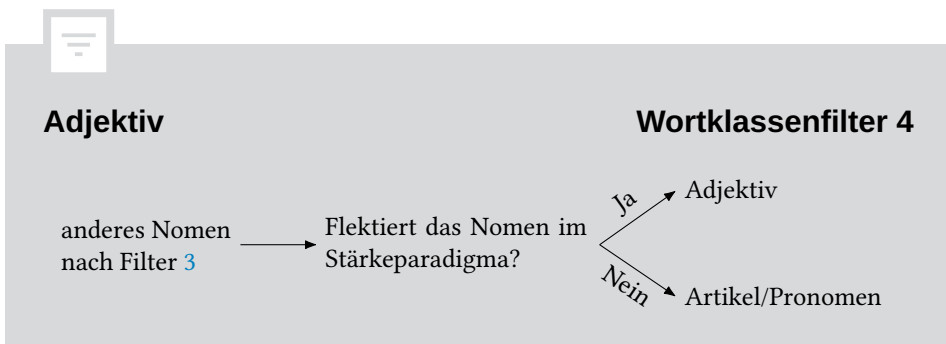 Adjektiv
Wortklassenfilter 4
anderes Nomen
nach Filter 3
Flektiert das Nomen im
Stärkeparadigma?
Ja
Adjektiv
Nein
Artikel/Pronomen